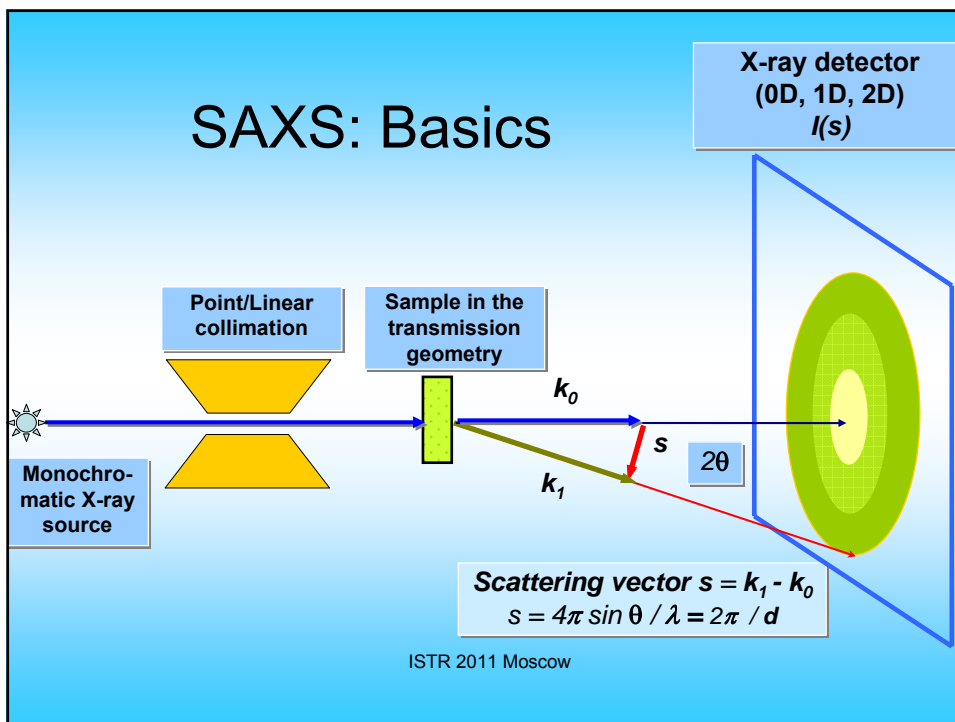 X-ray detector
(0D, 1D, 2D)
I(s)
SAXS: Basics
Point/Linear
collimation
Sample in the
transmission
geometry
k₀
s
2θ
k₁
Monochro-
matic X-ray
source
Scattering vector s = k₁ - k₀
s = 4π sin θ / λ = 2π / d
ISTR 2011 Moscow